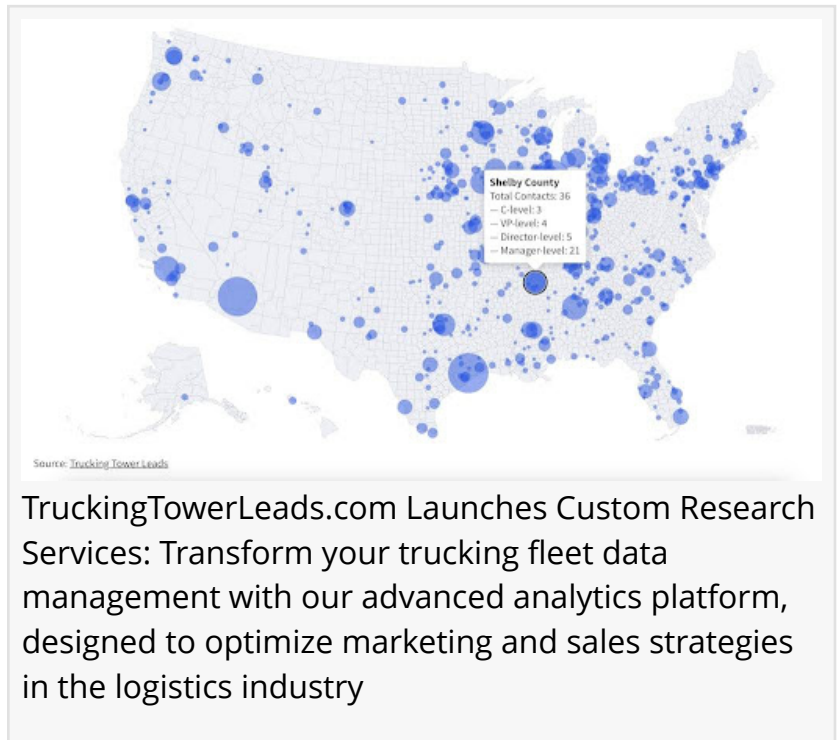 Shelby County
Total Contacts: 36
— C-level: 3
— VP-level: 4
— Director-level: 5
— Manager-level: 21
Source: Trucking Tower Leads
TruckingTowerLeads.com Launches Custom Research
Services: Transform your trucking fleet data
management with our advanced analytics platform,
designed to optimize marketing and sales strategies
in the logistics industry